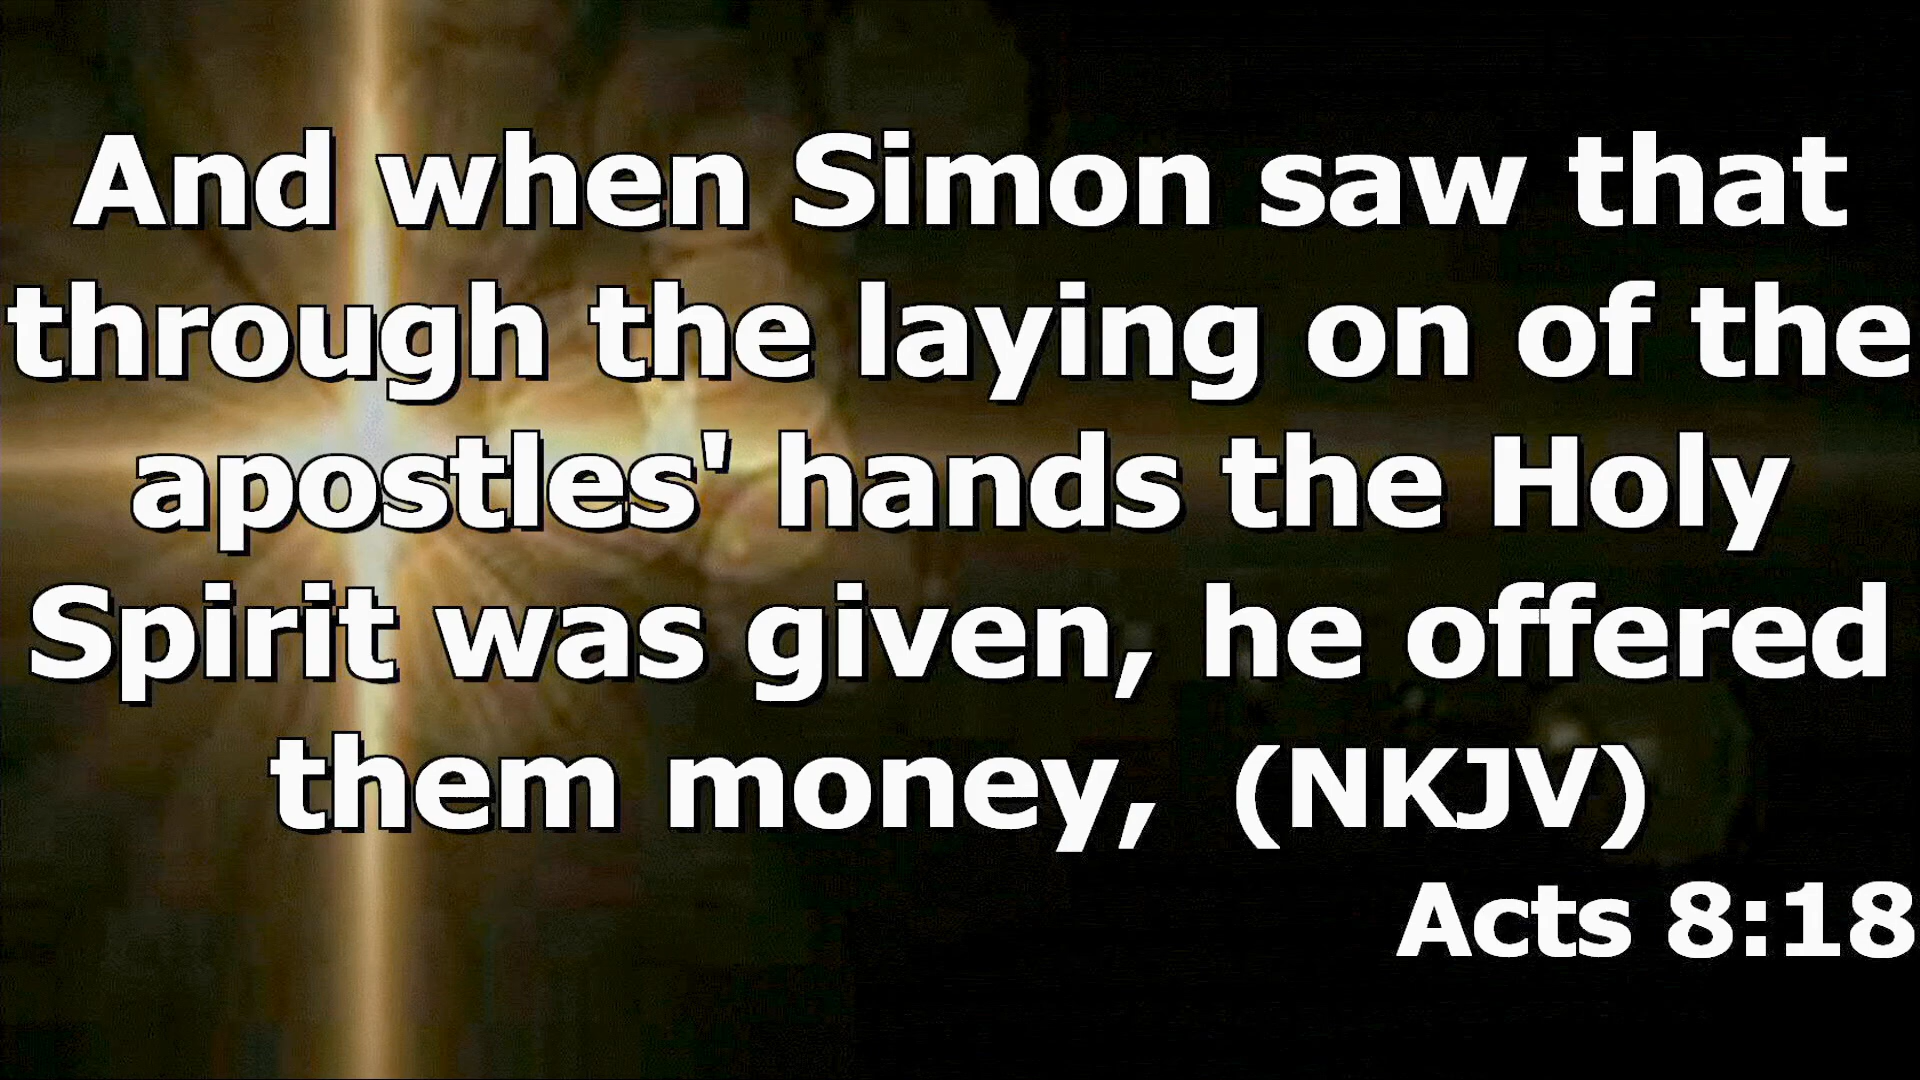 And when Simon saw that
through the laying on of the
apostles' hands the Holy
Spirit was given, he offered
them money, (NKJV)
Acts 8:18